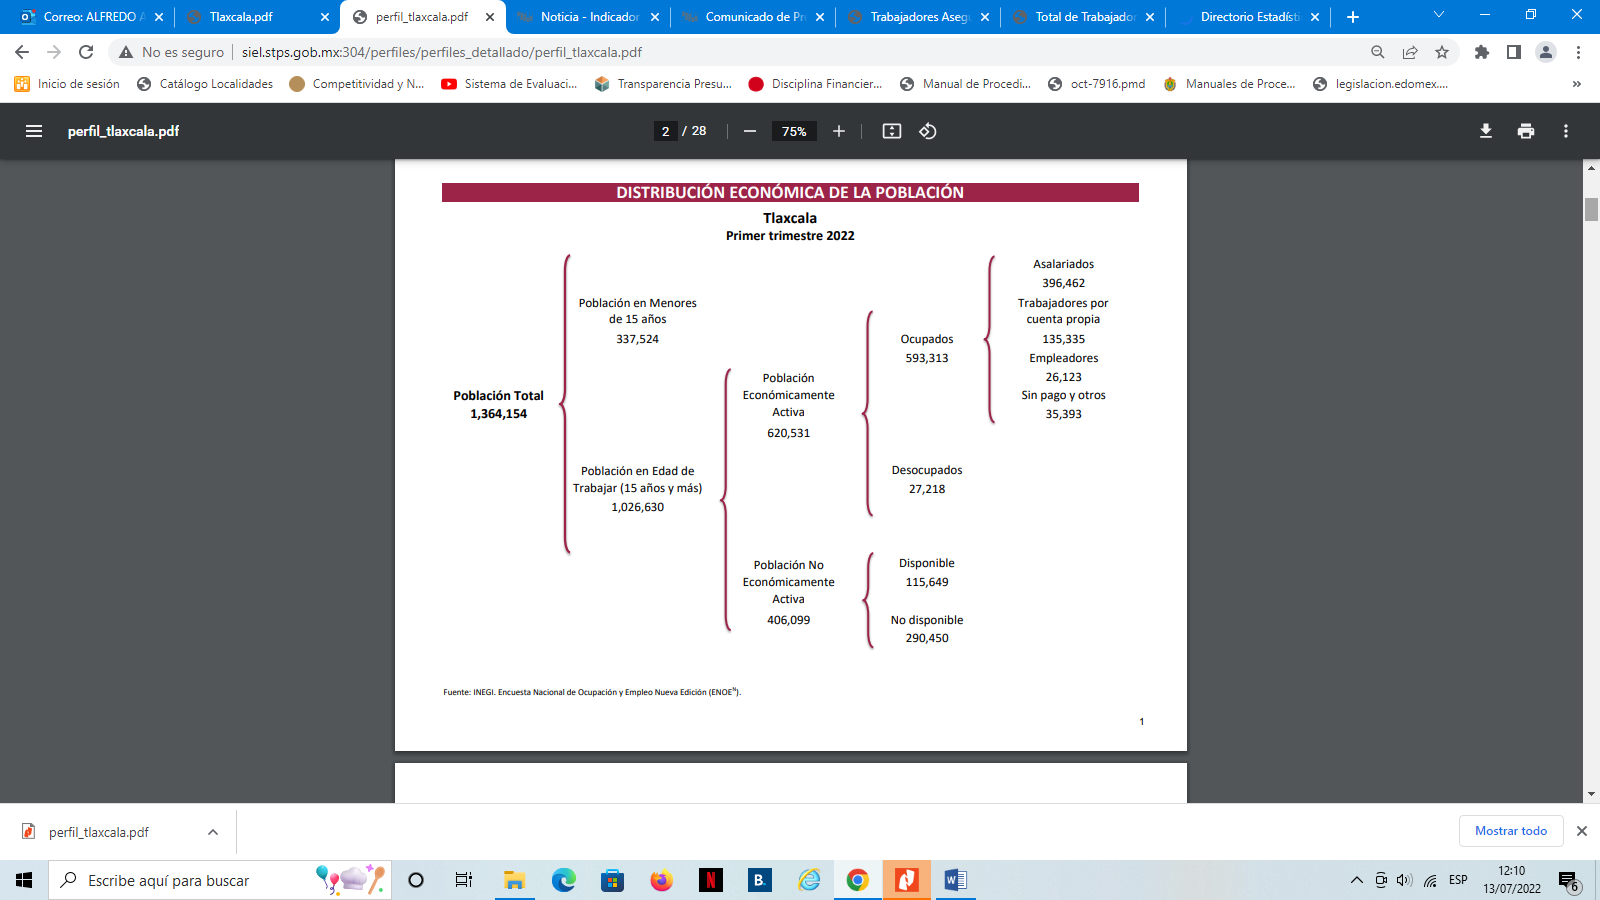 Correo: ALFREDO A
Tlaxcala.pdf
perfil_tlaxcala.pdf
Noticia - Indicador
Comunicado de Pr
Trabajadores Aseg
Total de Trabajador
Directorio Estadíst
No es seguro
siel.stps.gob.mx:304/perfiles/perfiles_detallado/perfil_tlaxcala.pdf
Inicio de sesión
Catálogo Localidades
Competitividad y N...
Sistema de Evaluaci...
Transparencia Presu...
Disciplina Financier...
Manual de Procedi...
oct-7916.pmd
Manuales de Proce...
legislacion.edomex....
»
perfil_tlaxcala.pdf
2 / 28
75%
DISTRIBUCIÓN ECONÓMICA DE LA POBLACIÓN
Tlaxcala
Primer trimestre 2022
Población Total
1,364,154
Población en Menores
de 15 años
337,524
Población en Edad de
Trabajar (15 años y más)
1,026,630
Población
Económicamente
Activa
620,531
Población No
Económicamente
Activa
406,099
Ocupados
593,313
Desocupados
27,218
Disponible
115,649
No disponible
290,450
Asalariados
396,462
Trabajadores por
cuenta propia
135,335
Empleadores
26,123
Sin pago y otros
35,393
Fuente: INEGI. Encuesta Nacional de Ocupación y Empleo Nueva Edición (ENOEN).
1
perfil_tlaxcala.pdf
Mostrar todo
Escribe aquí para buscar
N
B.
W
ESP
12:10
13/07/2022
6